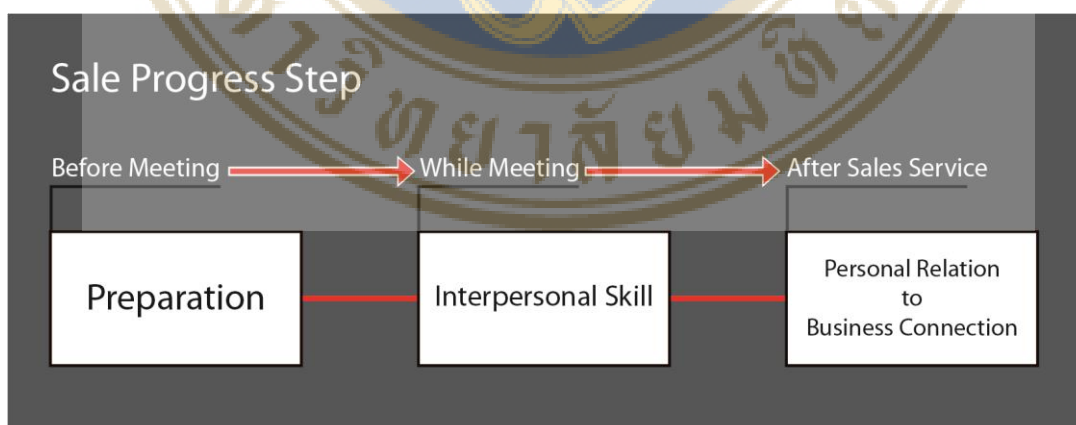 Sale Progress Step
Before Meeting
While Meeting
After Sales Service
Preparation
Interpersonal Skill
Personal Relation
to
Business Connection